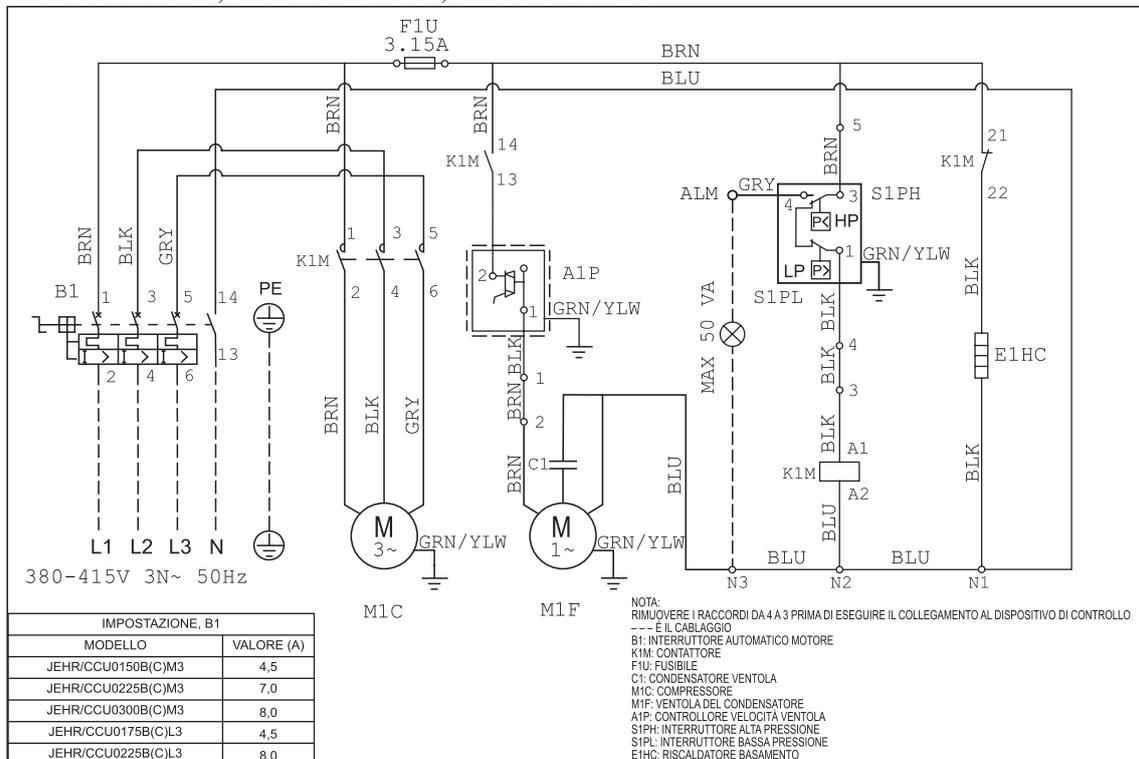 F1U
3.15A
BRN
BLU
BRN
BRN
BRN
14
K1M
13
5
21
K1M
22
ALM
GRY
4
3
S1PH
P< HP
1
LP P>
GRN/YLW
S1PL
BRN
BLK
GRY
B1
1
3
5
14
PE
13
2
4
6
1
3
5
K1M
2
4
6
2
A1P
1
GRN/YLW
MAX 50 VA
BLK
BLK
E1HC
BRN
BLK
GRY
BLK
1
BRN
2
BRN
C1
BLU
4
BLK
3
BLK
A1
K1M
A2
BLU
BLK
L1 L2 L3 N
380-415V 3N~ 50Hz
M
3~
GRN/YLW
M1C
M
1~
GRN/YLW
M1F
BLU
BLU
N3
N2
N1
IMPOSTAZIONE, B1
MODELLO VALORE (A)
JEHR/CCU0150B(C)M3 4,5
JEHR/CCU0225B(C)M3 7,0
JEHR/CCU0300B(C)M3 8,0
JEHR/CCU0175B(C)L3 4,5
JEHR/CCU0225B(C)L3 8,0
NOTA:
RIMUOVERE I RACCORDI DA 4 A 3 PRIMA DI ESEGUIRE IL COLLEGAMENTO AL DISPOSITIVO DI CONTROLLO
---- È IL CABLAGGIO
B1: INTERRUTTORE AUTOMATICO MOTORE
K1M: CONTATTORE
F1U: FUSIBILE
C1: CONDENSATORE VENTOLA
M1C: COMPRESSORE
M1F: VENTOLA DEL CONDENSATORE
A1P: CONTROLLORE VELOCITÀ VENTOLA
S1PH: INTERRUTTORE ALTA PRESSIONE
S1PL: INTERRUTTORE BASSA PRESSIONE
E1HC: RISCALDATORE BASAMENTO